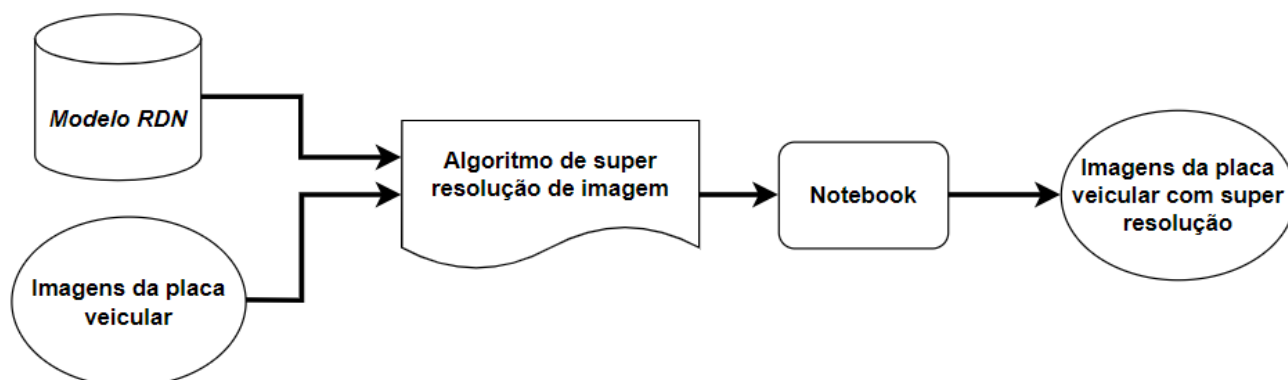 Modelo RDN
Imagens da placa
veicular
Algoritmo de super
resolução de imagem
Notebook
Imagens da placa
veicular com super
resolução